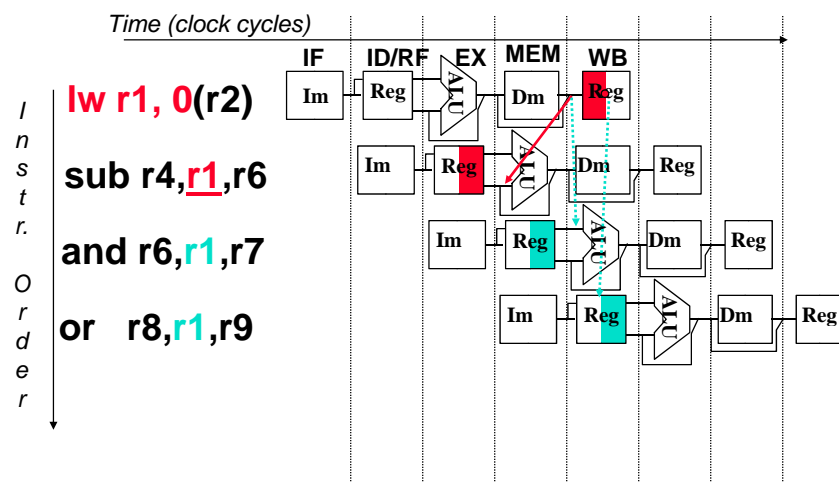 Time (clock cycles)
IF ID/RF EX MEM WB
Instr. Order
lw r1, 0(r2)
Im Reg ALU Dm Reg
sub r4,r1,r6
Im Reg ALU Dm Reg
and r6,r1,r7
Im Reg ALU Dm Reg
or r8,r1,r9
Im Reg ALU Dm Reg